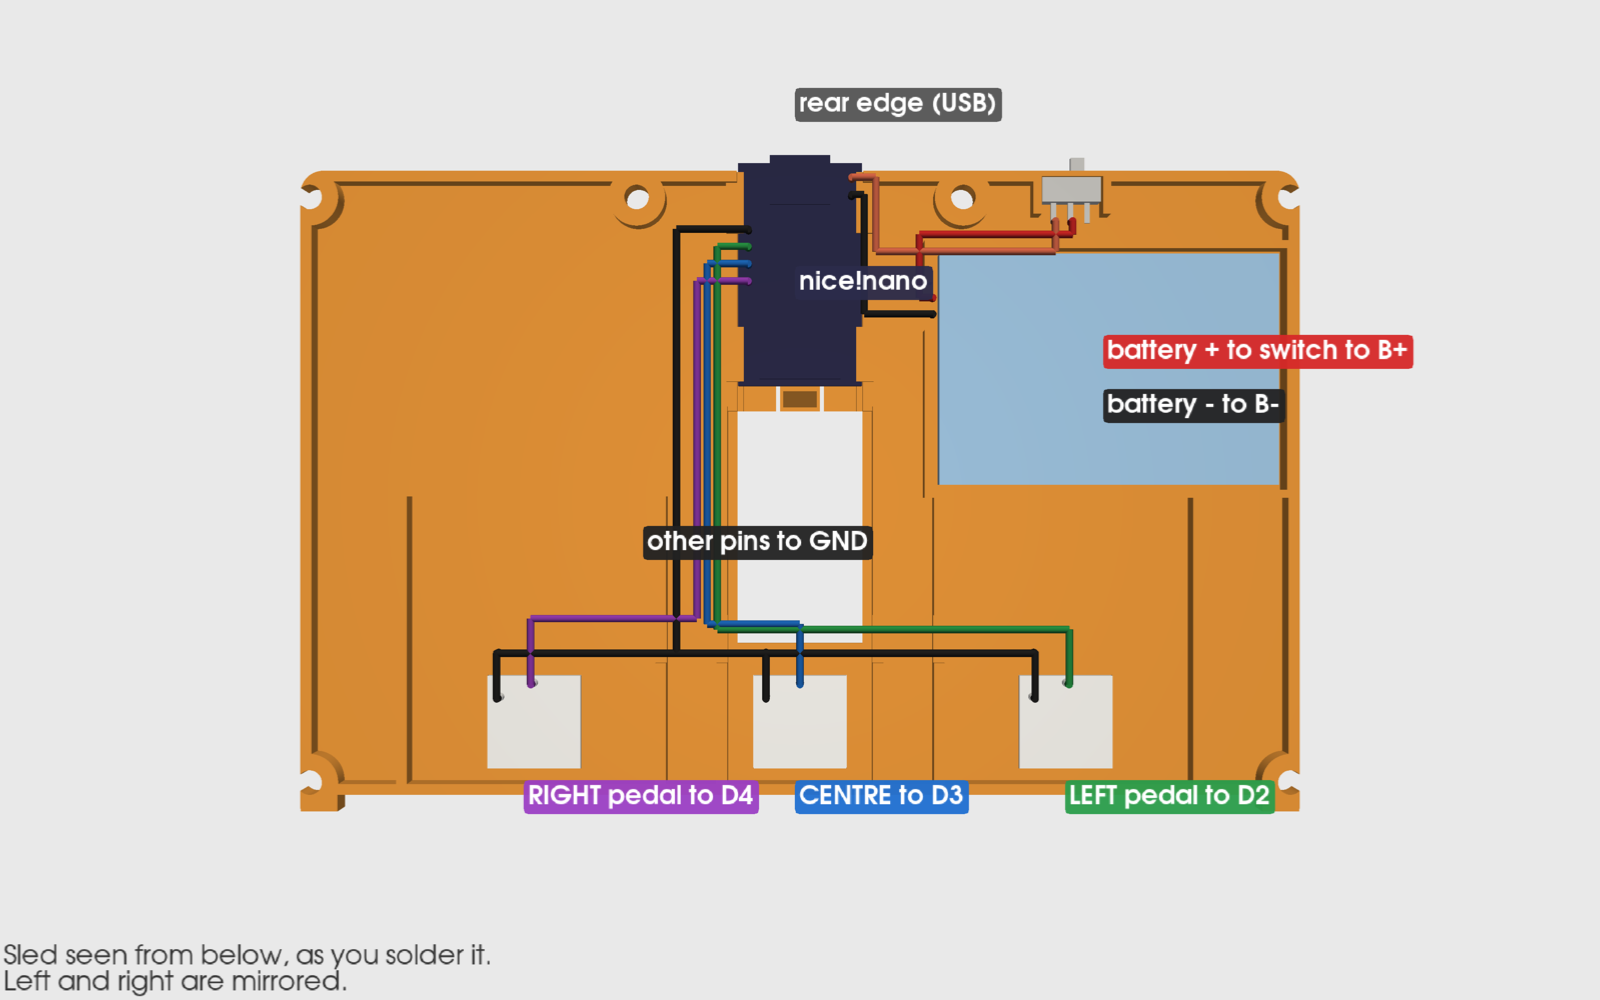 rear edge (USB)
nice!nano
battery + to switch to B+
battery - to B-
other pins to GND
RIGHT pedal to D4
CENTRE to D3
LEFT pedal to D2
Sled seen from below, as you solder it.
Left and right are mirrored.